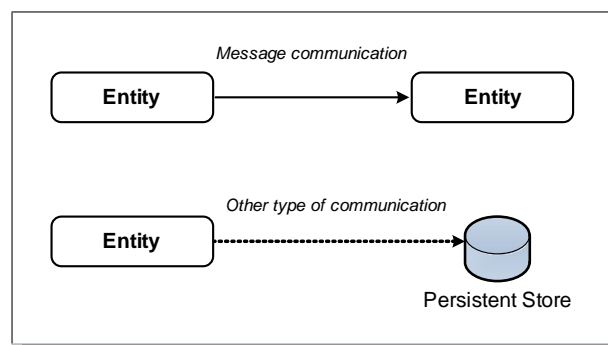 Message communication
Entity
Entity
Other type of communication
Entity
Persistent Store